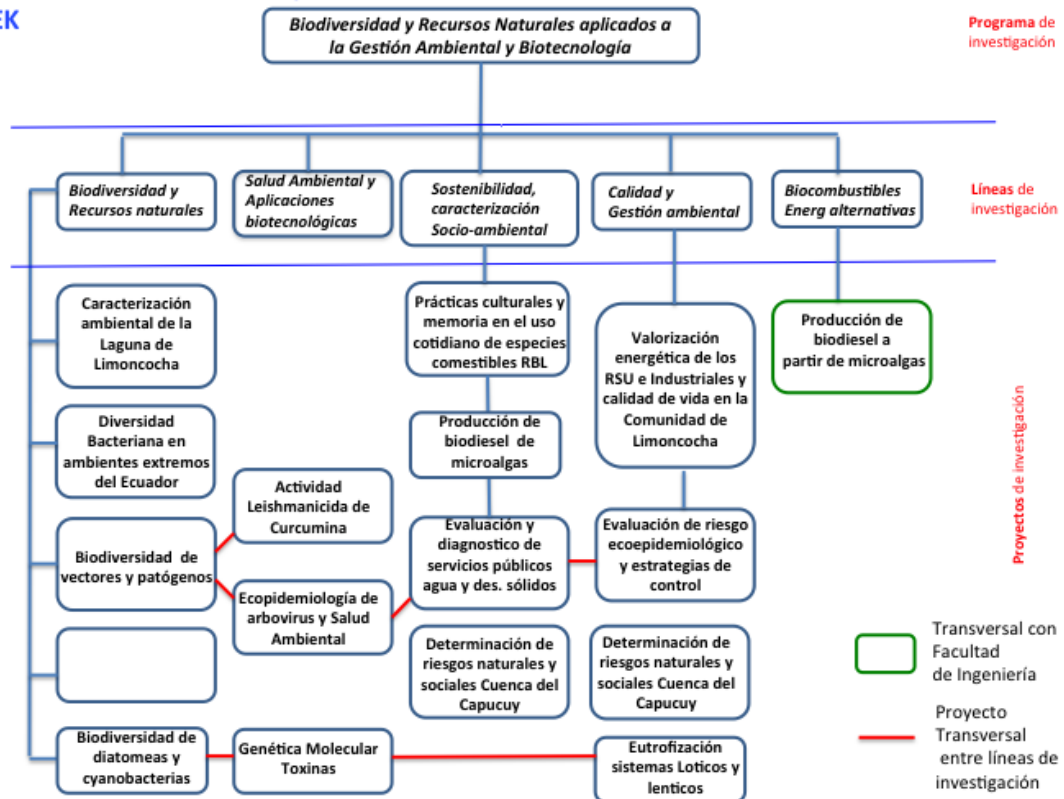 EK
Biodiversidad y Recursos Naturales aplicados a
la Gestión Ambiental y Biotecnología
Programa de
investigación
Biodiversidad y
Recursos naturales
Salud Ambiental y
Aplicaciones
biotecnológicas
Sostenibilidad,
caracterización
Socio-ambiental
Calidad y
Gestión ambiental
Biocombustibles
Energ alternativas
Líneas de
investigación
Caracterización
ambiental de la
Laguna de
Limoncocha
Prácticas culturales y
memoria en el uso
cotidiano de especies
comestibles RBL
Valorización
energética de los
RSU e Industriales y
calidad de vida en la
Comunidad de
Limoncocha
Producción de
biodiesel a
partir de microalgas
Diversidad
Bacteriana en
ambientes extremos
del Ecuador
Producción de
biodiesel de
microalgas
Proyectos de investigación
Actividad
Leishmanicida de
Curcumina
Biodiversidad de
vectores y patógenos
Ecopidemiología de
arbovirus y Salud
Ambiental
Evaluación y
diagnostico de
servicios públicos
agua y des. sólidos
Evaluación de riesgo
ecoepidemiológico
y estrategias de
control
Determinación de
riesgos naturales y
sociales Cuenca del
Capucuy
Determinación de
riesgos naturales y
sociales Cuenca del
Capucuy
Transversal con
Facultad
de Ingeniería
Biodiversidad de
diatomeas y
cyanobacterias
Genética Molecular
Toxinas
Eutrofización
sistemas Loticos y
lenticos
Proyecto
Transversal
entre líneas de
investigación